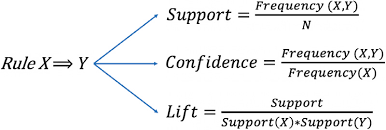 Rule X⟹Y
Support = Frequency (X,Y) / N
Confidence = Frequency (X,Y) / Frequency(X)
Lift = Support / Support(X)*Support(Y)